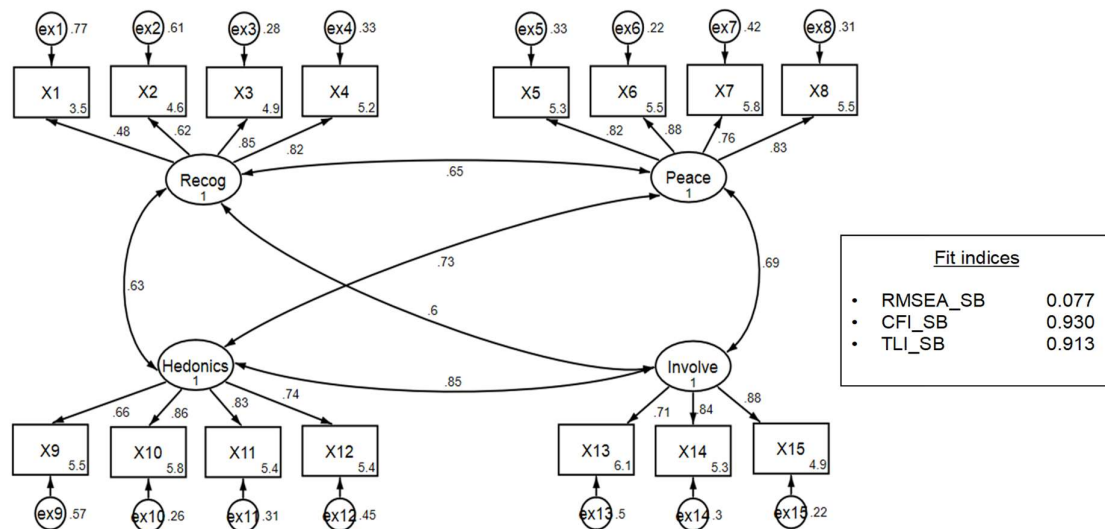 ex1 .77 ex2 .61 ex3 .28 ex4 .33 ex5 .33 ex6 .22 ex7 .42 ex8 .31
X1 3.5 X2 4.6 X3 4.9 X4 5.2 X5 5.3 X6 5.5 X7 5.8 X8 5.5
.48 .62 .85 .82 .82 .88 .76 .83
Recog 1 .65 Peace 1
.63 .73 .6 .69
Hedonics 1 .85 Involve 1
.66 .86 .83 .74 .71 .84 .88
X9 5.5 X10 5.8 X11 5.4 X12 5.4 X13 6.1 X14 5.3 X15 4.9
ex9 .57 ex10 .26 ex11 .31 ex12 .45 ex13 .5 ex14 .3 ex15 .22
Fit indices
• RMSEA_SB 0.077
• CFI_SB 0.930
• TLI_SB 0.913